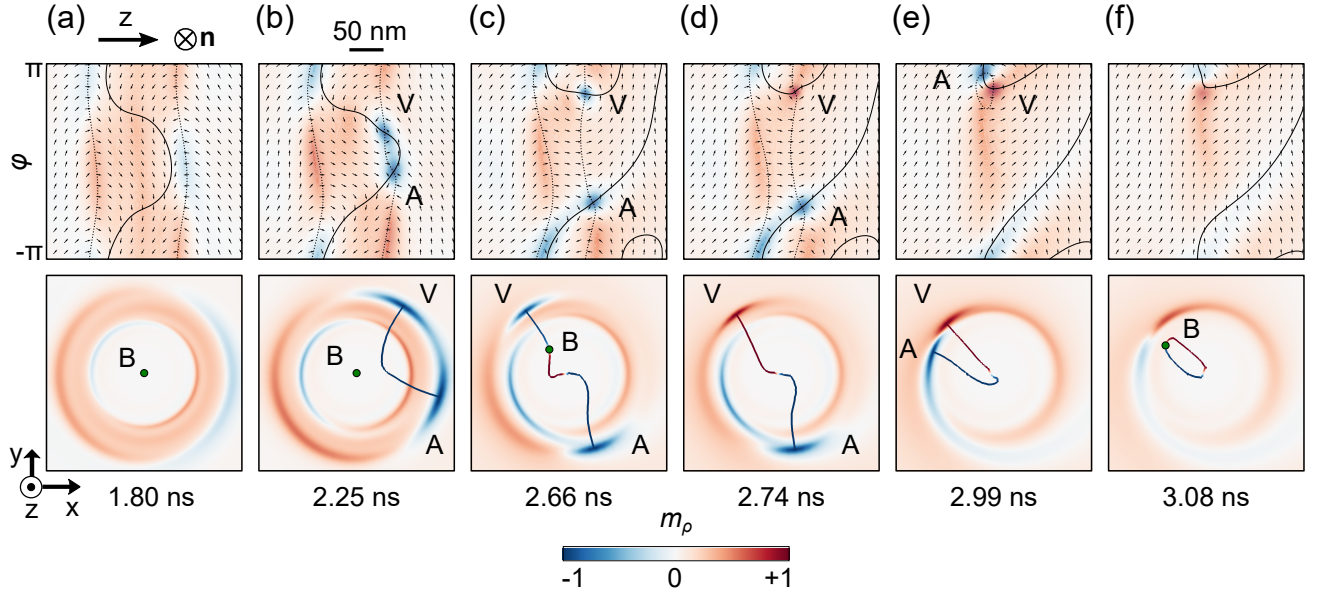 (a) (b) (c) (d) (e) (f)
z ⊗n 50 nm
π
φ
-π
V A
V A
V A
A V
B
B V A
V B A
V A
V A
B
y
z x
1.80 ns 2.25 ns 2.66 ns 2.74 ns 2.99 ns 3.08 ns
mρ
-1 0 +1